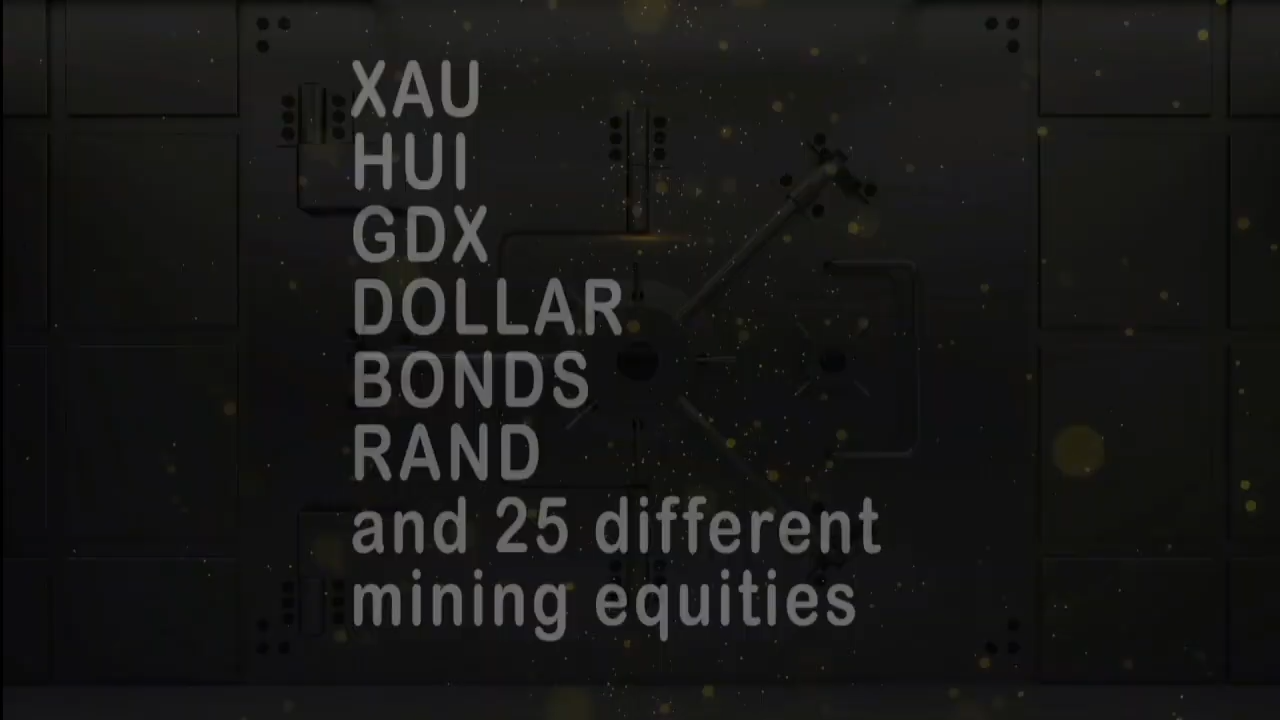 XAU
HUI
GDX
DOLLAR
BONDS
RAND
and 25 different
mining equities